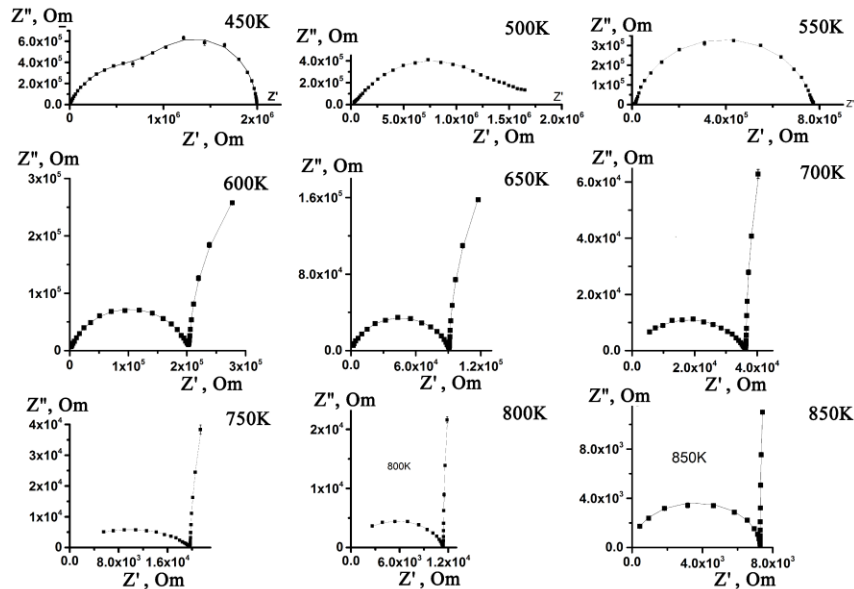 Z", Om
450K
6.0x10⁵
4.0x10⁵
2.0x10⁵
0.0
1x10⁶
2x10⁶
Z'
Z' , Om
Z", Om
500K
6.0x10⁵
4.0x10⁵
2.0x10⁵
0.0
0.0
5.0x10⁵
1.0x10⁶
1.5x10⁶
2.0x10⁶
Z'
Z' , Om
Z", Om
550K
3x10⁵
2x10⁵
1x10⁵
0.0
0.0
4.0x10⁵
8.0x10⁵
Z'
Z' , Om
Z", Om
600K
3x10⁵
2x10⁵
1x10⁵
0
0
1x10⁵
2x10⁵
3x10⁵
Z' , Om
Z", Om
650K
1.6x10⁵
8.0x10⁴
0.0
0.0
6.0x10⁴
1.2x10⁵
Z' , Om
Z", Om
700K
6.0x10⁴
4.0x10⁴
2.0x10⁴
0.0
0.0
2.0x10⁴
4.0x10⁴
Z' , Om
Z", Om
750K
4x10⁴
3x10⁴
2x10⁴
1x10⁴
0
0.0
8.0x10³
1.6x10⁴
Z' , Om
Z", Om
800K
2x10⁴
1x10⁴
0
800K
0.0
6.0x10³
1.2x10⁴
Z' , Om
Z", Om
850K
8.0x10³
4.0x10³
0.0
850K
0.0
4.0x10³
8.0x10³
Z' , Om